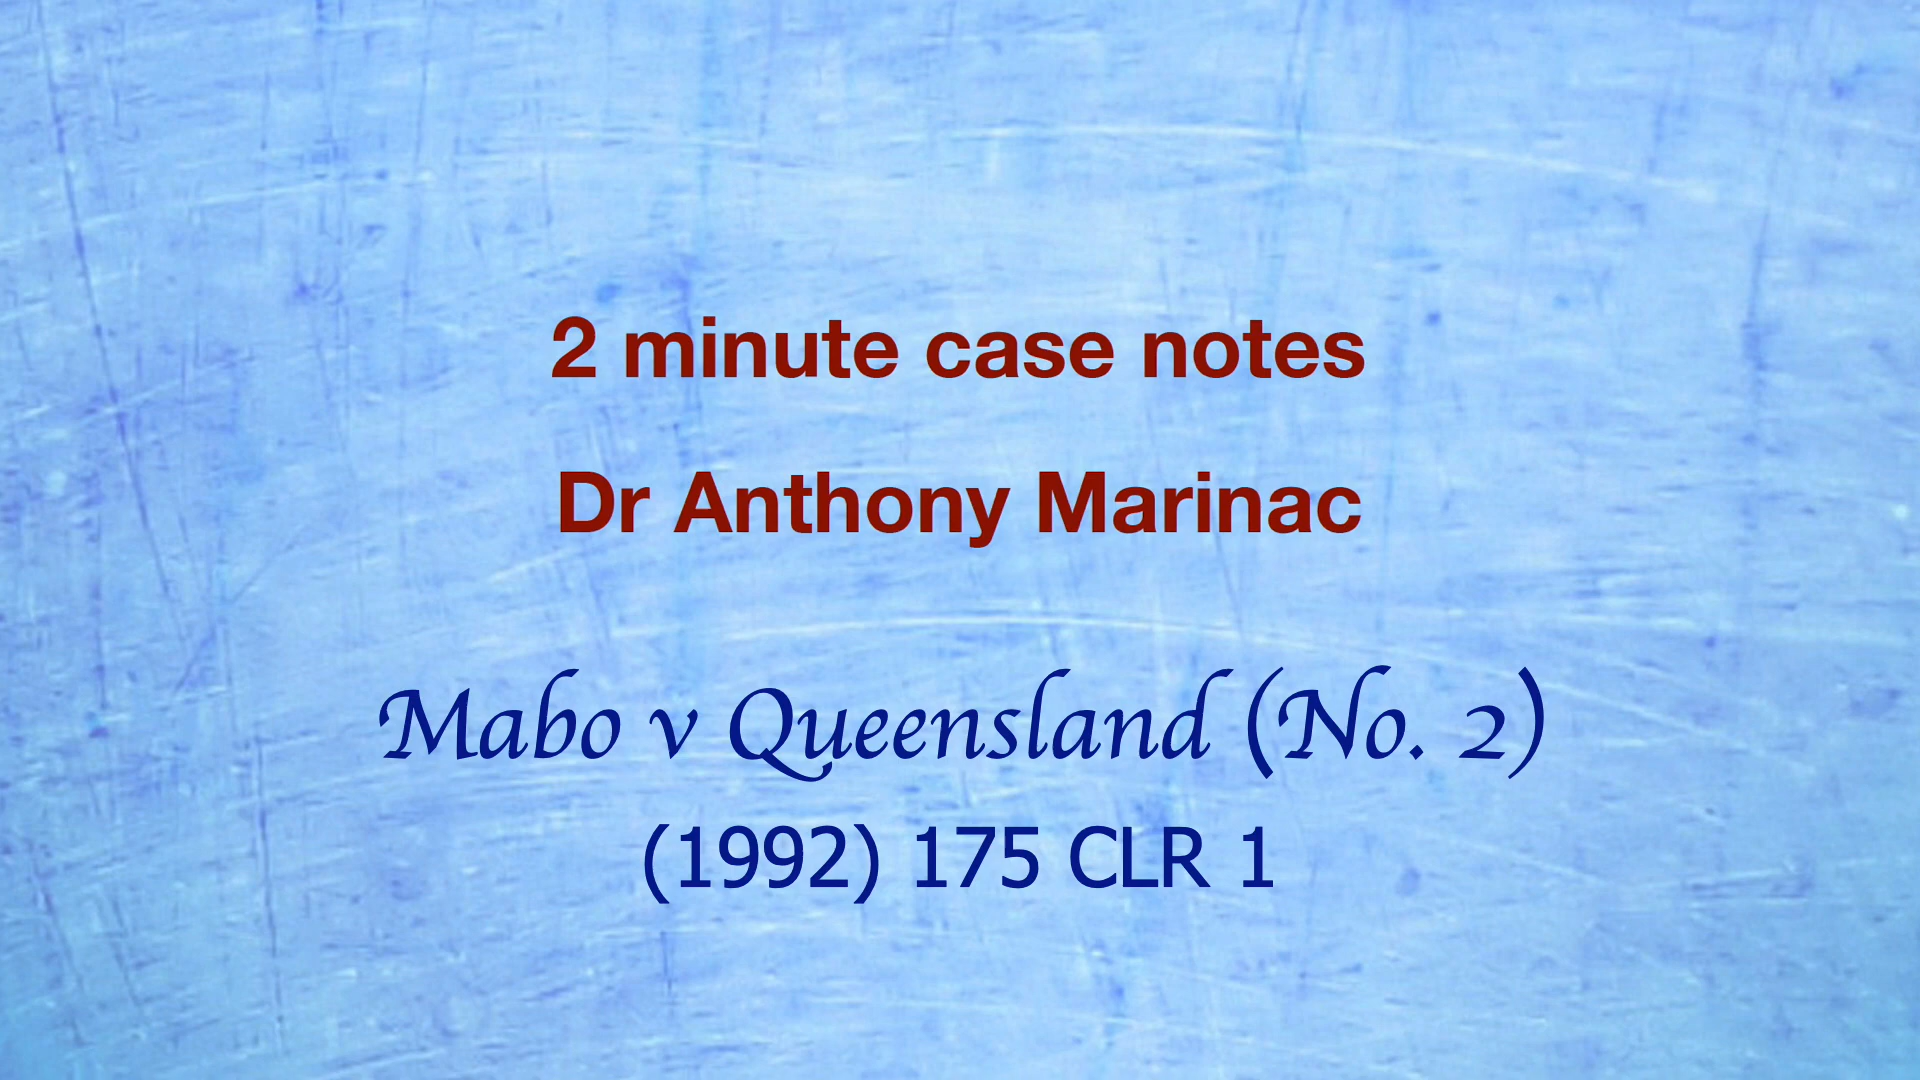 2 minute case notes
Dr Anthony Marinac
Mabo v Queensland (No. 2)
(1992) 175 CLR 1